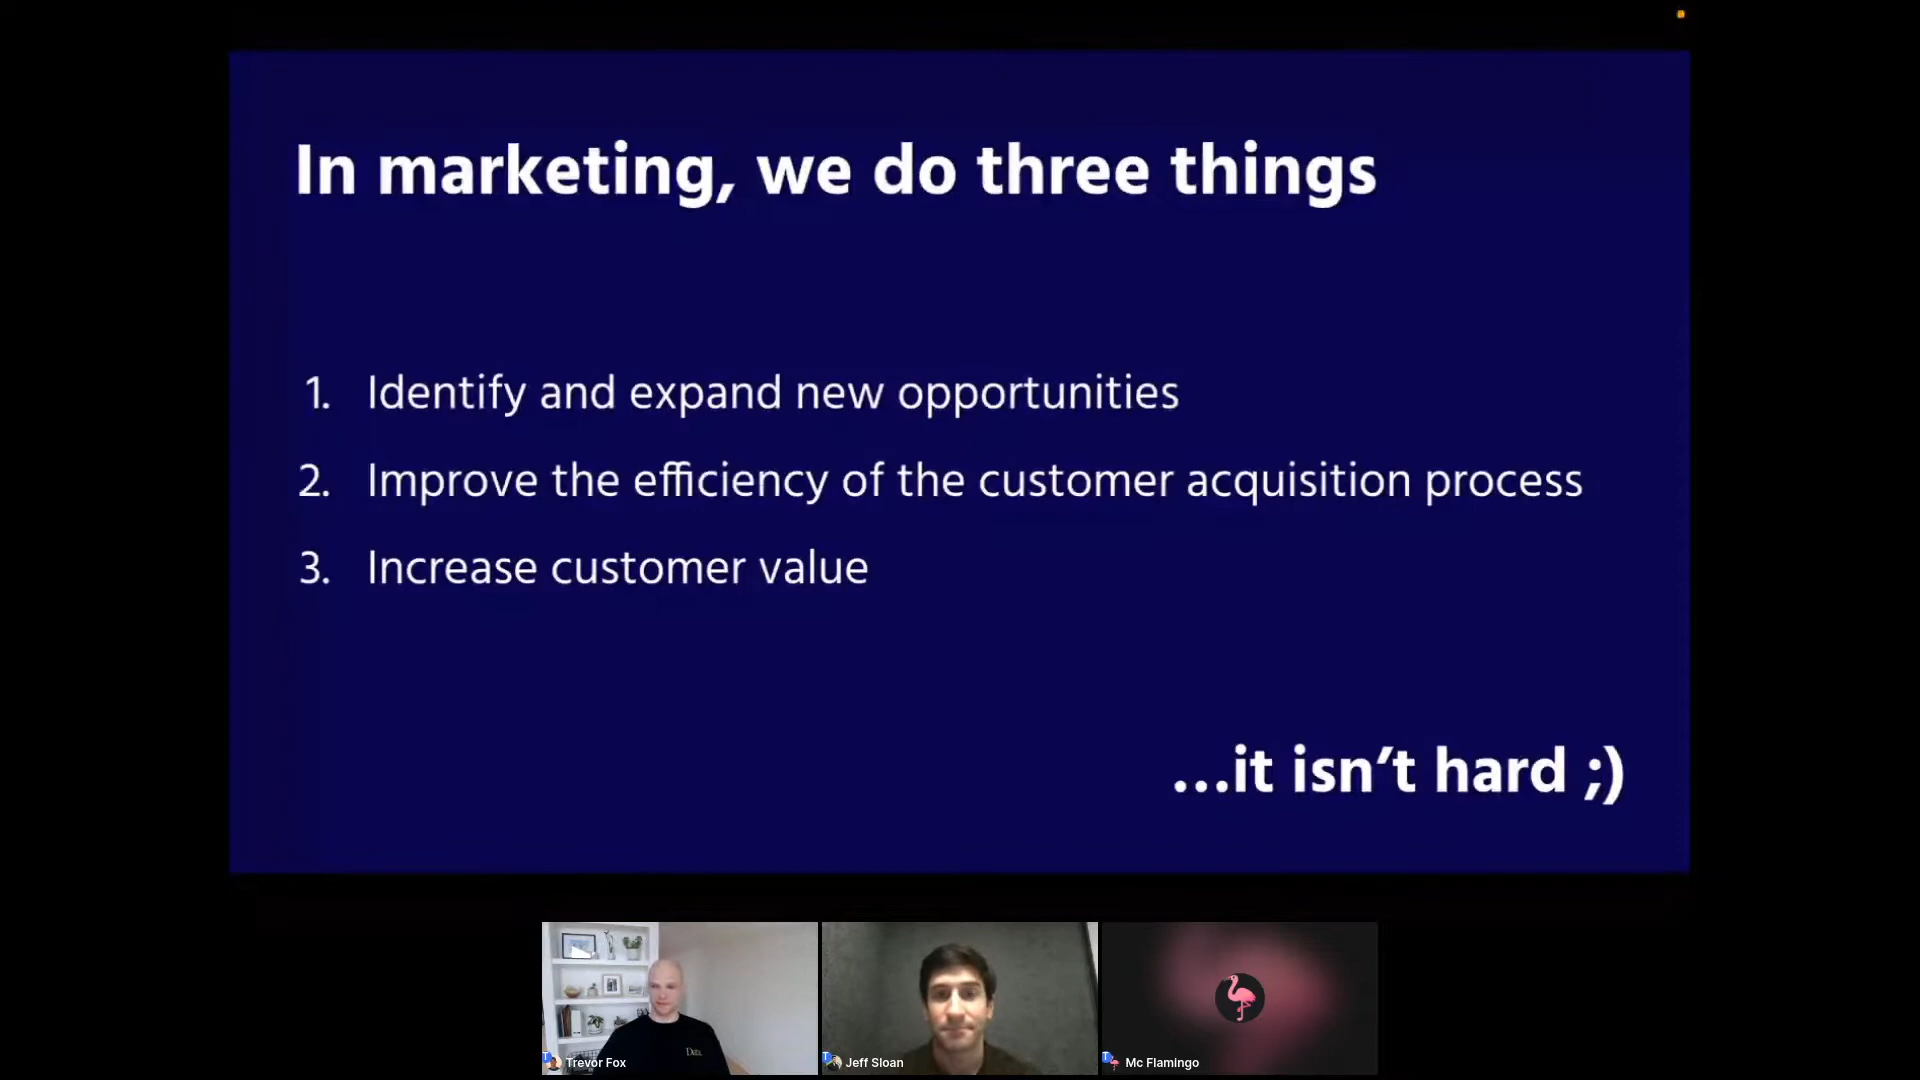 In marketing, we do three things
1. Identify and expand new opportunities
2. Improve the efficiency of the customer acquisition process
3. Increase customer value
...it isn’t hard ;)
Trevor Fox
Jeff Sloan
Mc Flamingo